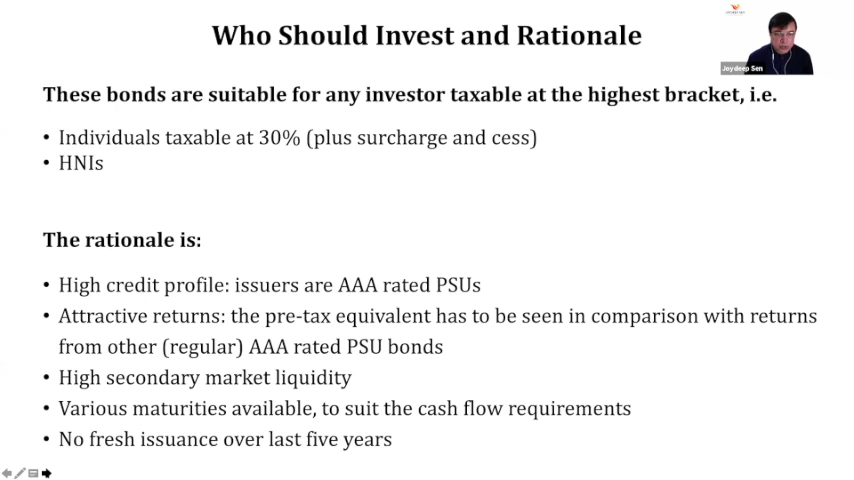 Who Should Invest and Rationale
Joydeep Sen
These bonds are suitable for any investor taxable at the highest bracket, i.e.
• Individuals taxable at 30% (plus surcharge and cess)
• HNIs
The rationale is:
• High credit profile: issuers are AAA rated PSUs
• Attractive returns: the pre-tax equivalent has to be seen in comparison with returns
from other (regular) AAA rated PSU bonds
• High secondary market liquidity
• Various maturities available, to suit the cash flow requirements
• No fresh issuance over last five years